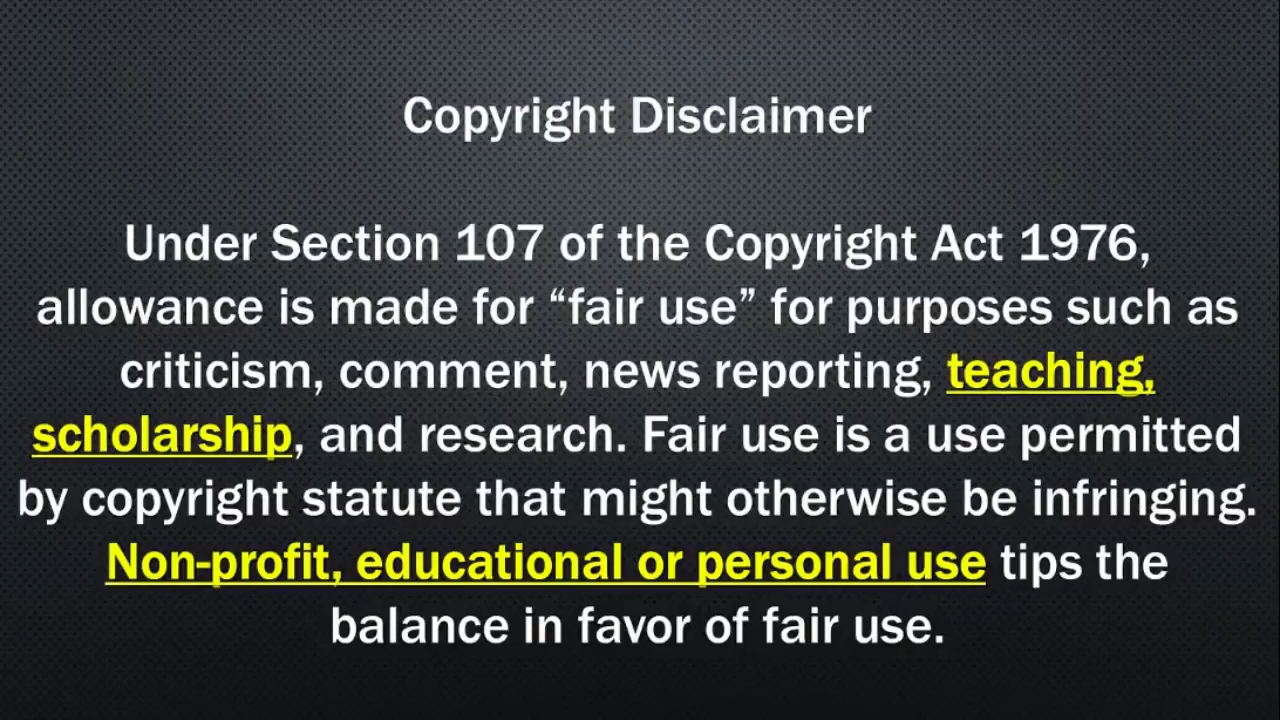 Copyright Disclaimer
Under Section 107 of the Copyright Act 1976,
allowance is made for “fair use” for purposes such as
criticism, comment, news reporting, teaching,
scholarship, and research. Fair use is a use permitted
by copyright statute that might otherwise be infringing.
Non-profit, educational or personal use tips the
balance in favor of fair use.